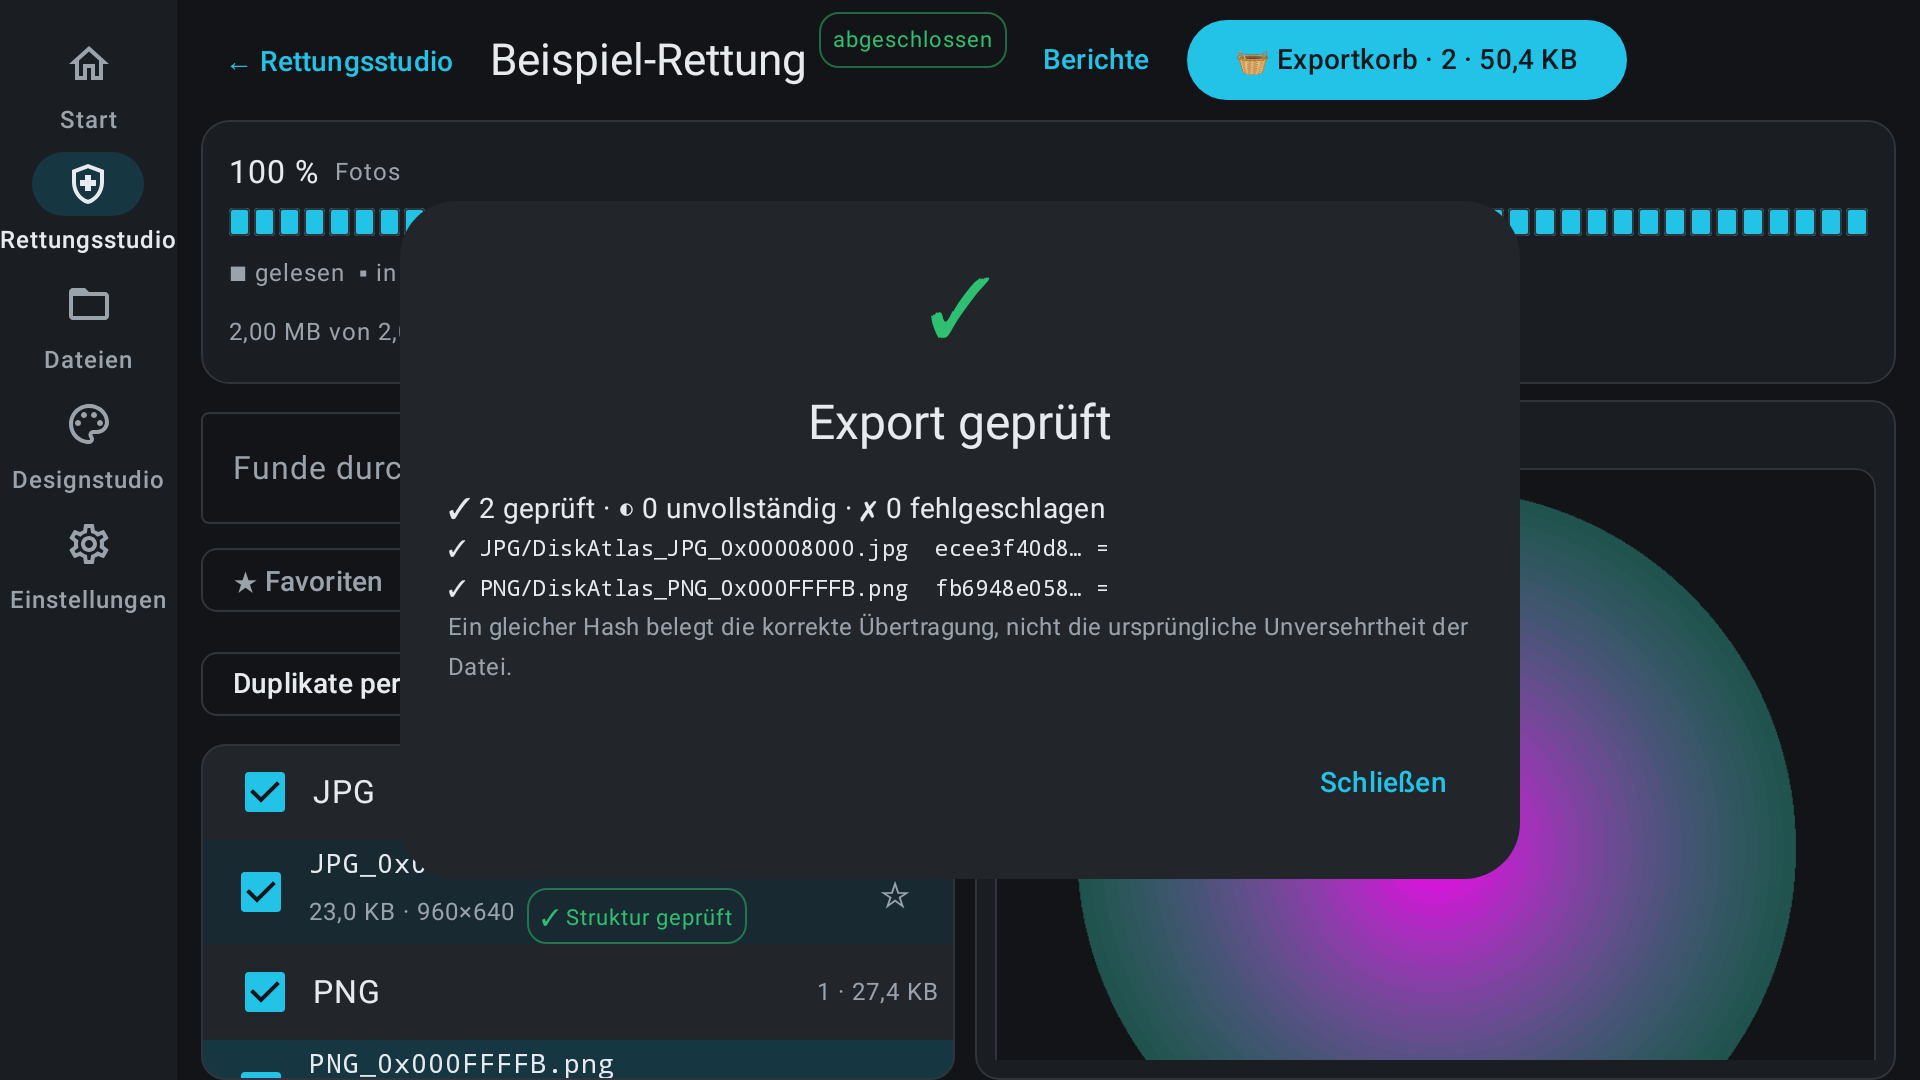 Start
Rettungsstudio
Dateien
Designstudio
Einstellungen
← Rettungsstudio
Beispiel-Rettung
abgeschlossen
Berichte
Exportkorb · 2 · 50,4 KB
100 % Fotos
■ gelesen ▪ in
2,00 MB von 2,
Funde durc
★ Favoriten
Duplikate per
JPG
JPG_0x0
23,0 KB · 960×640
✓ Struktur geprüft
☆
PNG
1 · 27,4 KB
PNG_0x000FFFFB.png
✓
Export geprüft
✓ 2 geprüft · ◐ 0 unvollständig · ✗ 0 fehlgeschlagen
✓ JPG/DiskAtlas_JPG_0x00008000.jpg ecee3f40d8… =
✓ PNG/DiskAtlas_PNG_0x000FFFFB.png fb6948e058… =
Ein gleicher Hash belegt die korrekte Übertragung, nicht die ursprüngliche Unversehrtheit der
Datei.
Schließen